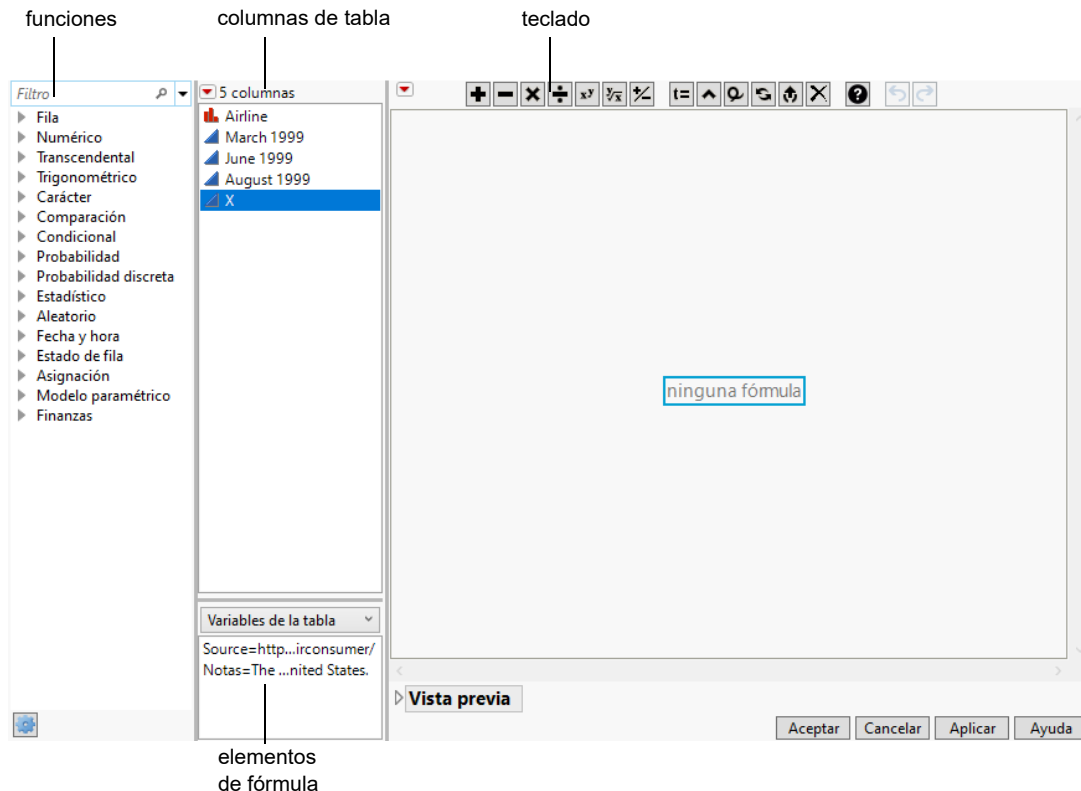 funciones
columnas de tabla
teclado
Filtro
5 columnas
Fila
Numérico
Transcendental
Trigonométrico
Carácter
Comparación
Condicional
Probabilidad
Probabilidad discreta
Estadístico
Aleatorio
Fecha y hora
Estado de fila
Asignación
Modelo paramétrico
Finanzas
Airline
March 1999
June 1999
August 1999
X
Variables de la tabla
Source=http...irconsumer/
Notas=The ...nited States.
xʸ
ʸ√x
+/−
t=
?
ninguna fórmula
Vista previa
Aceptar
Cancelar
Aplicar
Ayuda
elementos
de fórmula